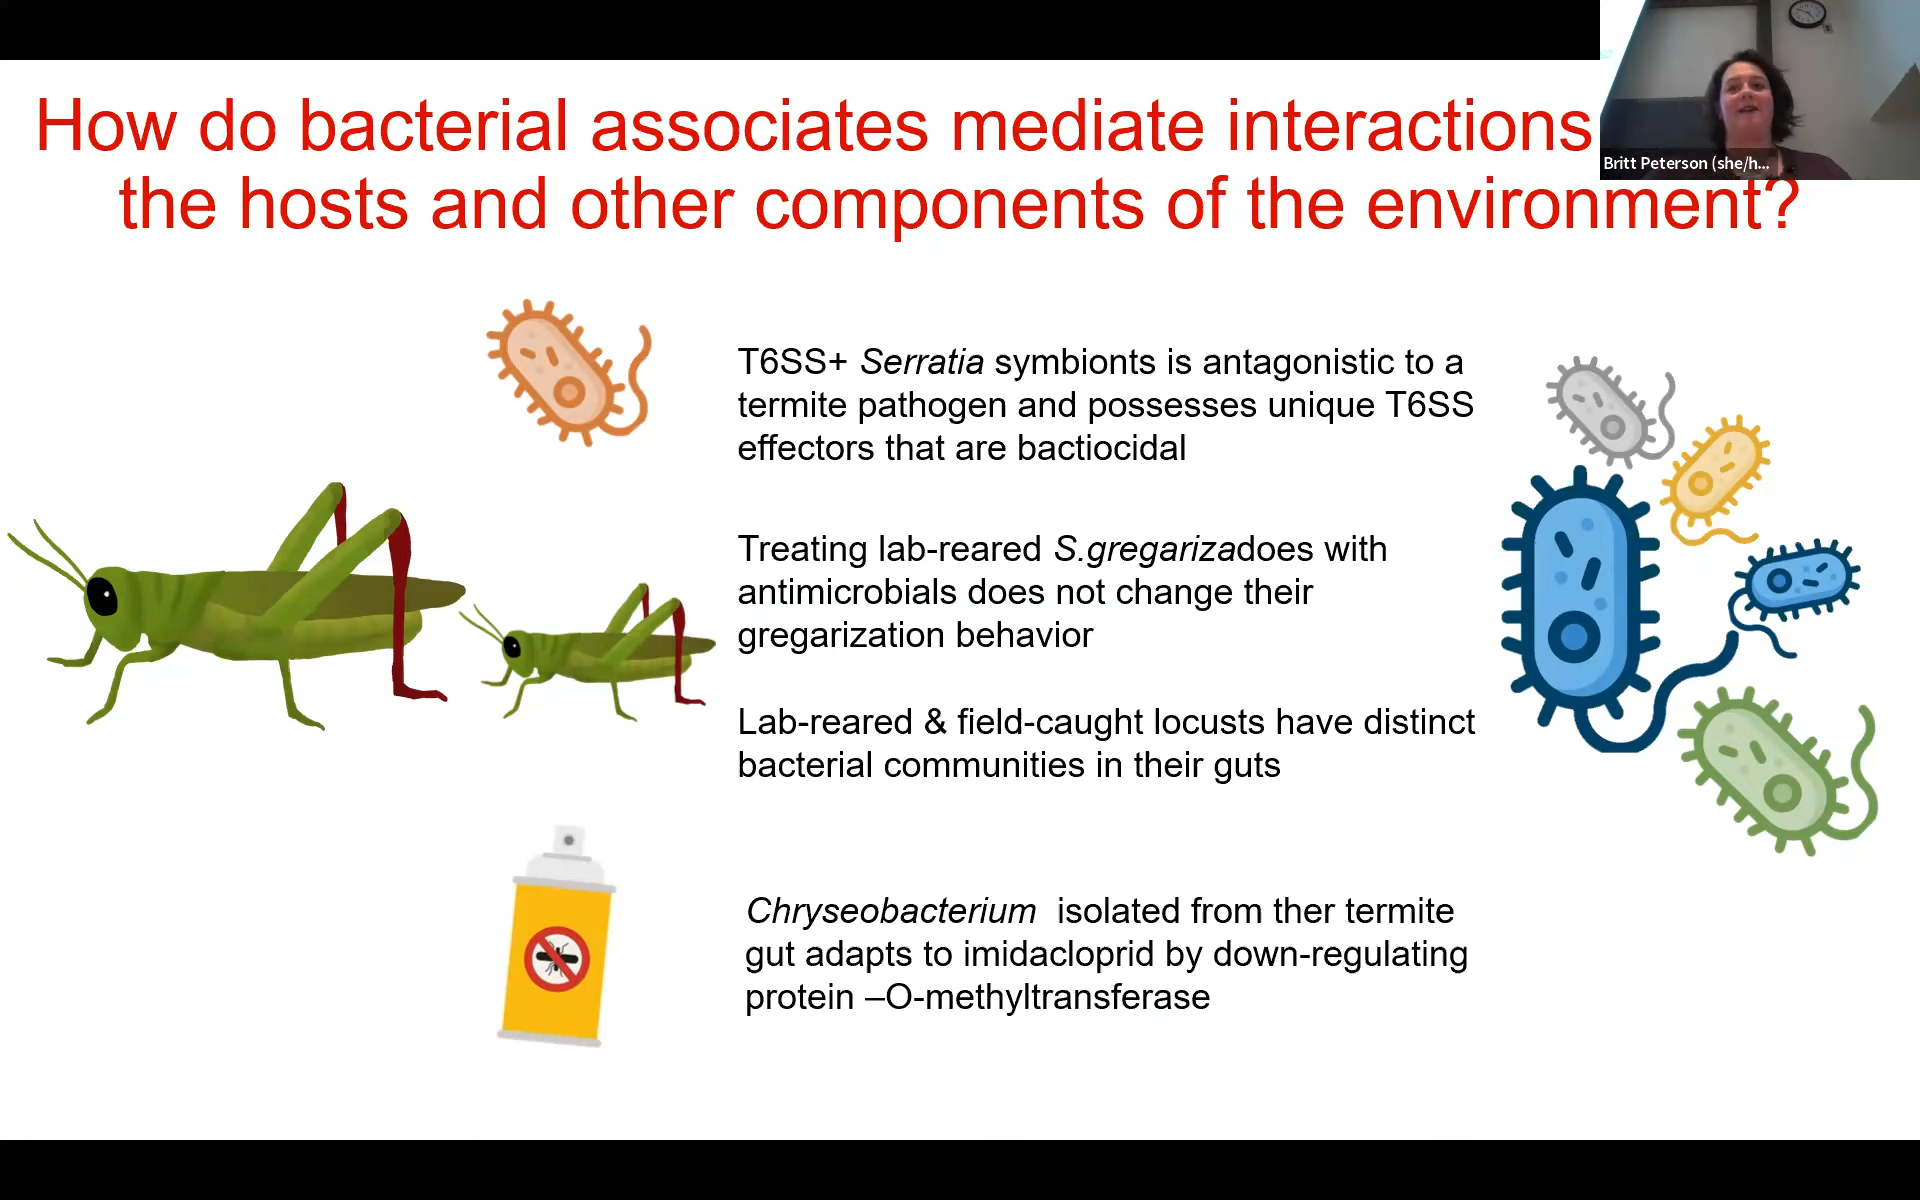 How do bacterial associates mediate interactions
the hosts and other components of the environment?
Britt Peterson (she/h...
T6SS+ Serratia symbionts is antagonistic to a
termite pathogen and possesses unique T6SS
effectors that are bactiocidal
Treating lab-reared S.gregarizadoes with
antimicrobials does not change their
gregarization behavior
Lab-reared & field-caught locusts have distinct
bacterial communities in their guts
Chryseobacterium isolated from ther termite
gut adapts to imidacloprid by down-regulating
protein –O-methyltransferase